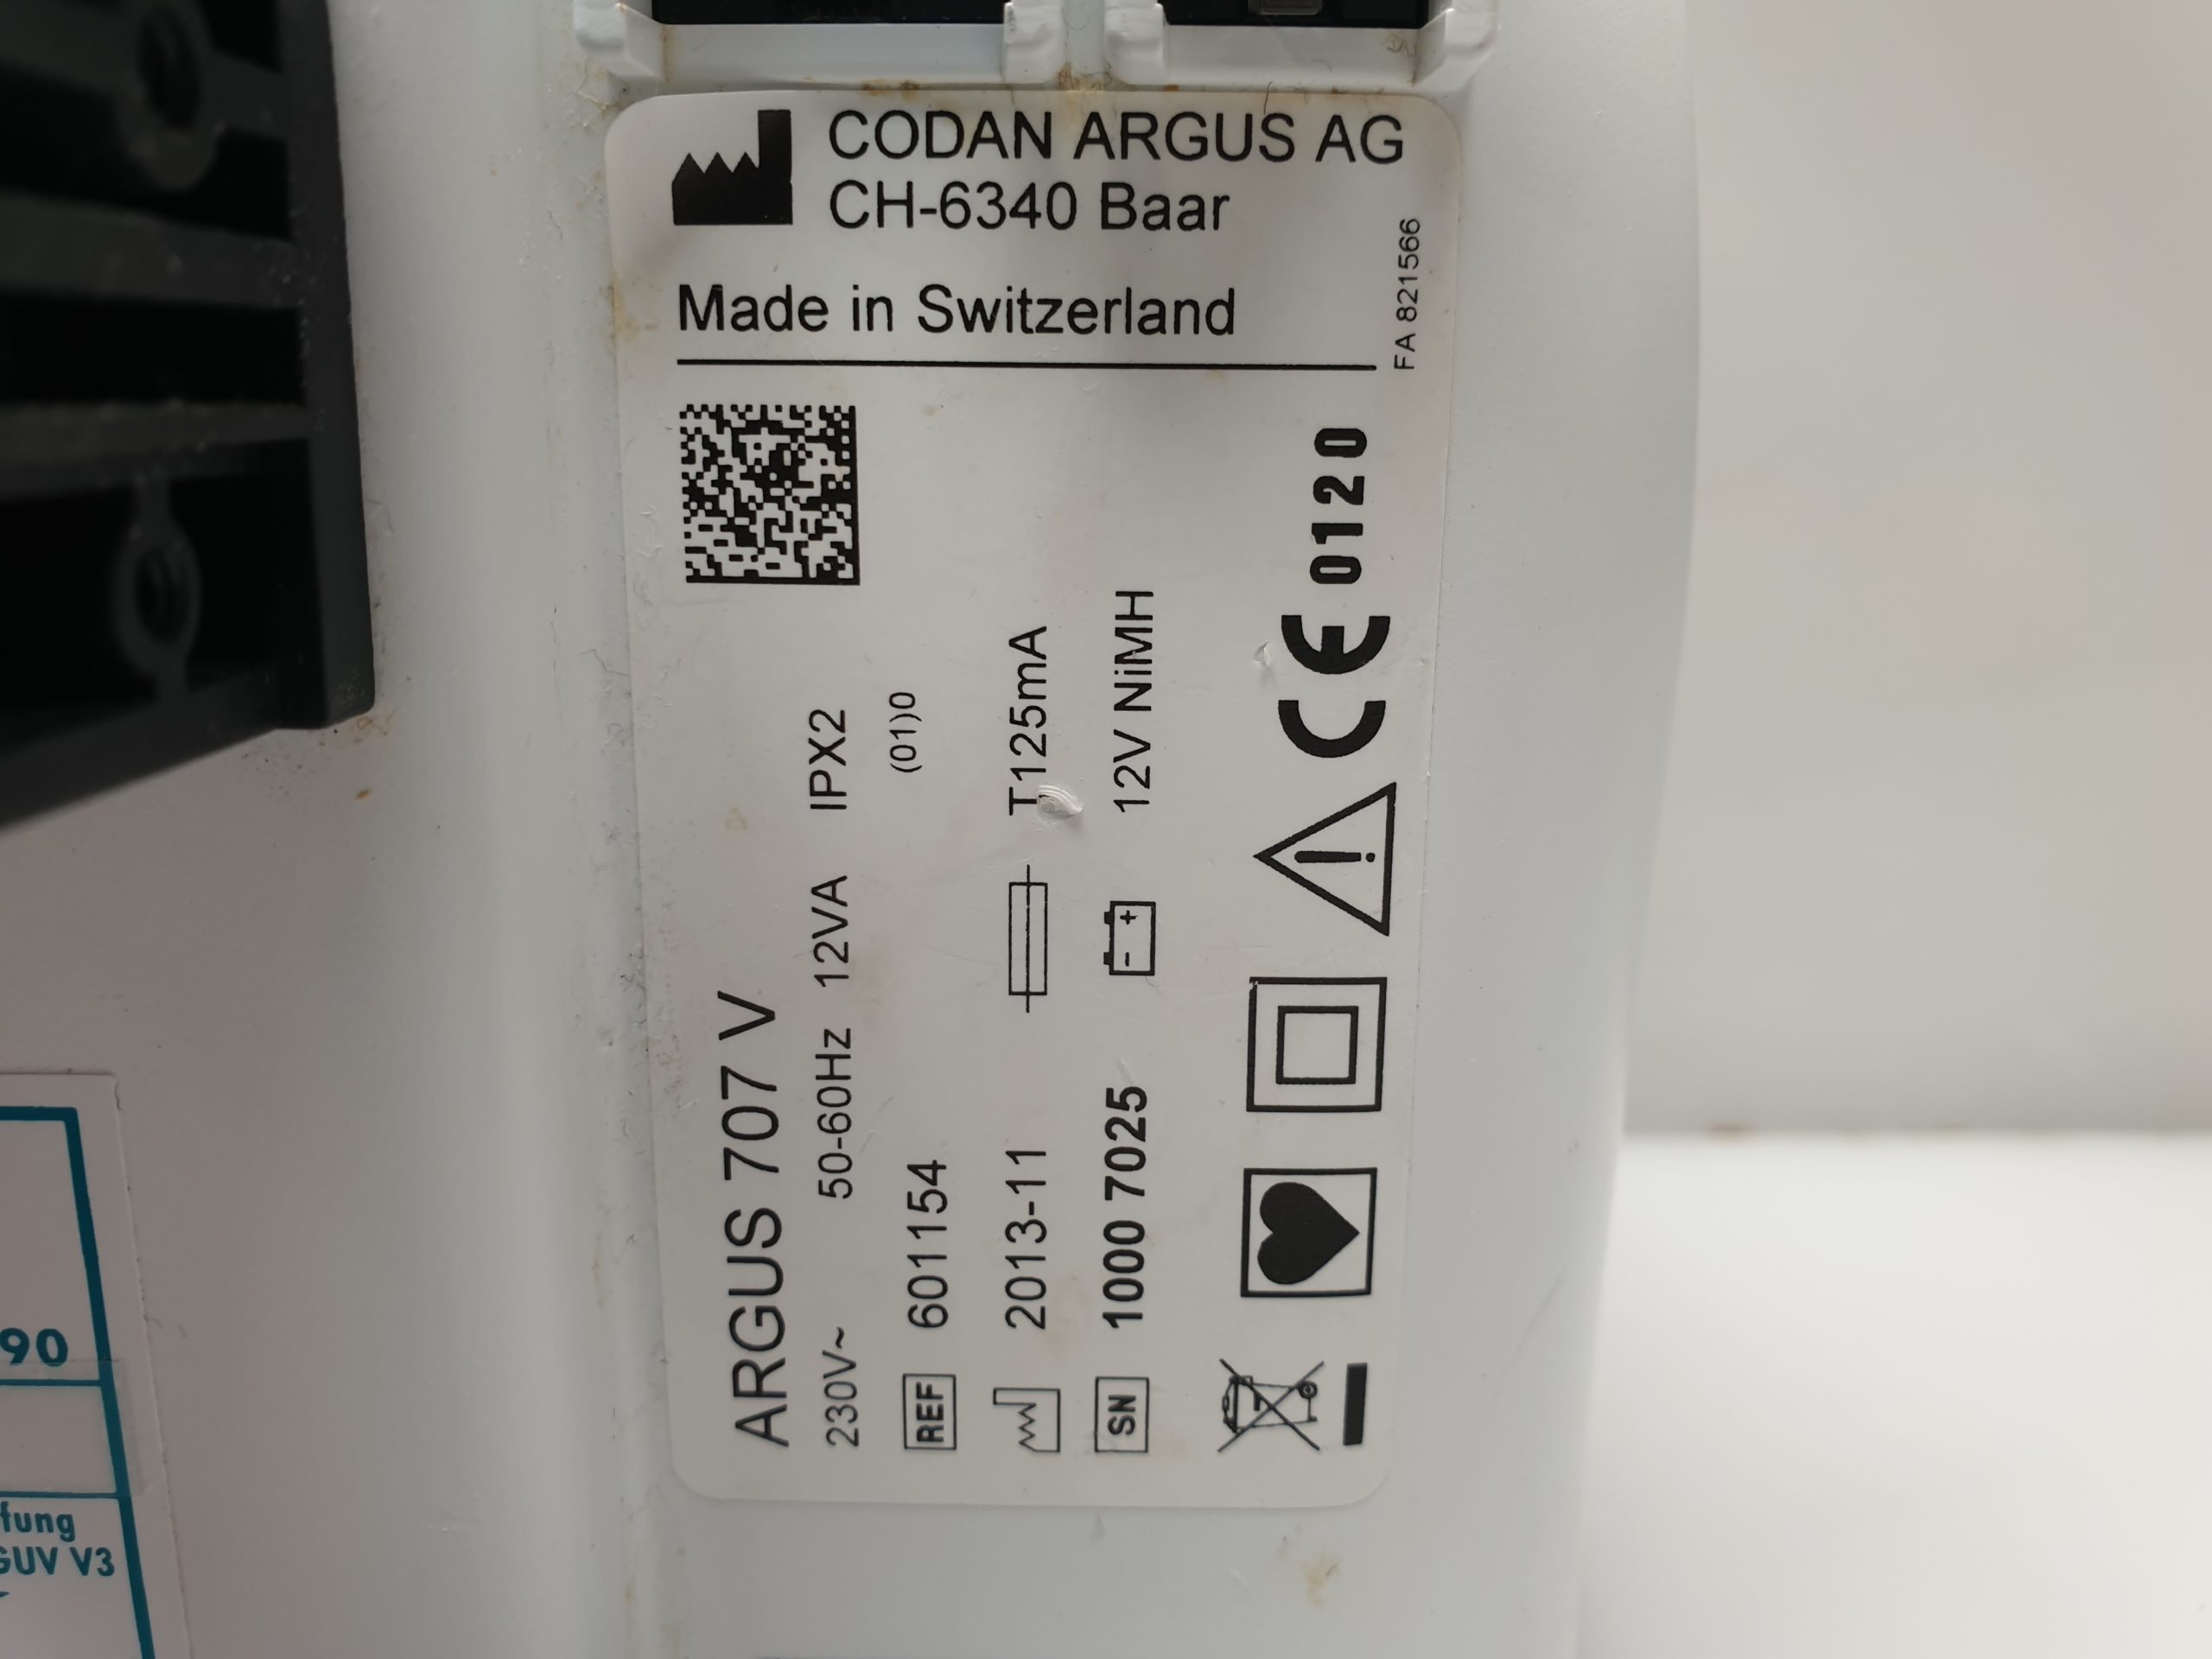 CODAN ARGUS AG
CH-6340 Baar
Made in Switzerland
FA 821566
ARGUS 707 V
230V~ 50-60Hz 12VA IPX2
REF 601154 (01)0
2013-11 T125mA
SN 1000 7025 12V NiMH
CE 0120
90
fung
GUV V3